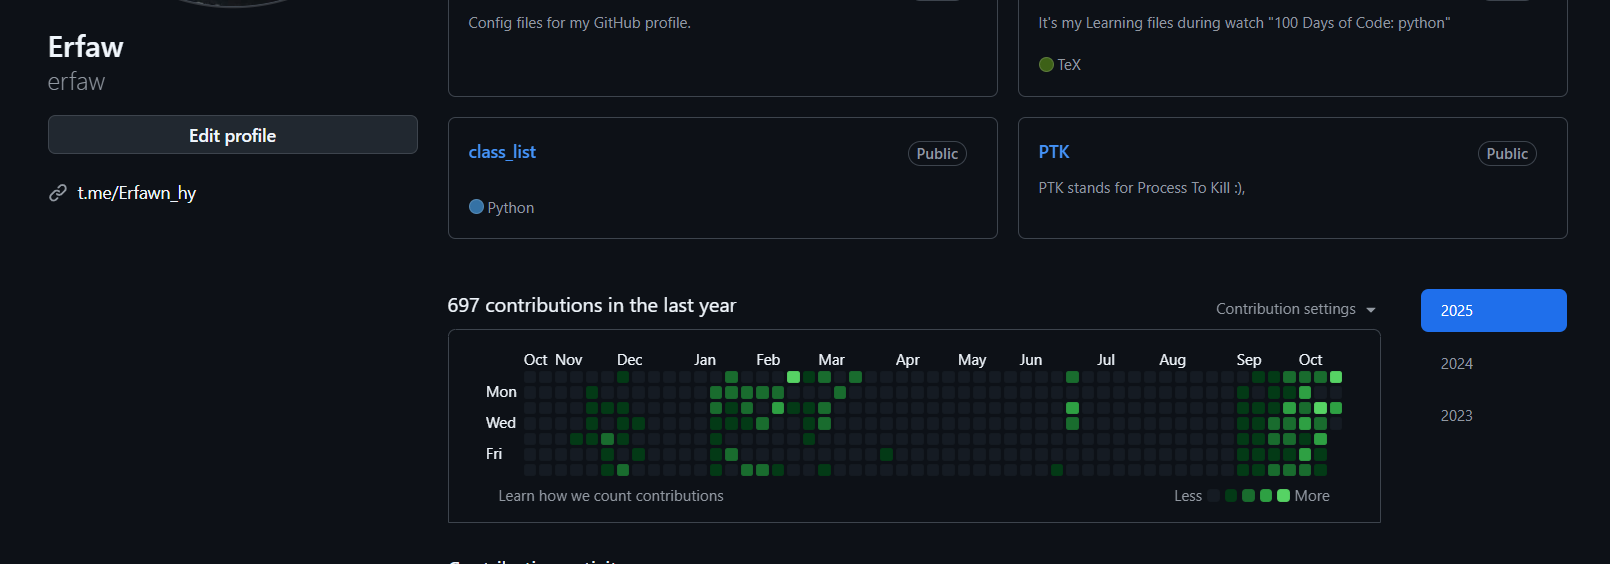 Erfaw
erfaw
Edit profile
t.me/Erfawn_hy
Config files for my GitHub profile.
It's my Learning files during watch "100 Days of Code: python"
TeX
class_list
Public
Python
PTK
Public
PTK stands for Process To Kill :),
697 contributions in the last year
Contribution settings
2025
2024
2023
Oct Nov Dec Jan Feb Mar Apr May Jun Jul Aug Sep Oct
Mon
Wed
Fri
Learn how we count contributions
Less More